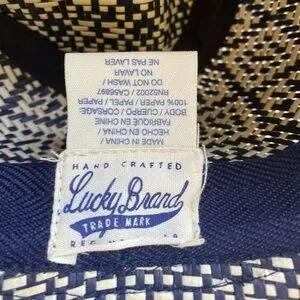 MADE IN CHINA /
HECHO EN CHINA /
FABRIQUE EN CHINE
BODY / CUERPO / CORSAGE:
100% PAPER / PAPEL / PAPER
RN52002 CA56897
DO NOT WASH /
NO LAVAR
NE PAS LAVER
HAND CRAFTED
Lucky Brand
TRADE MARK